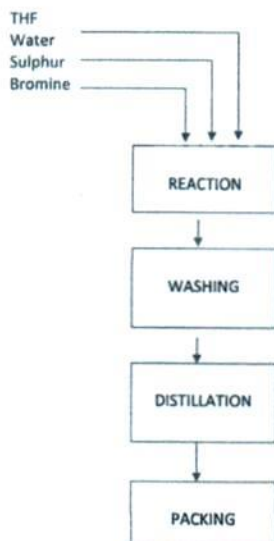 THF
Water
Sulphur
Bromine
REACTION
WASHING
DISTILLATION
PACKING